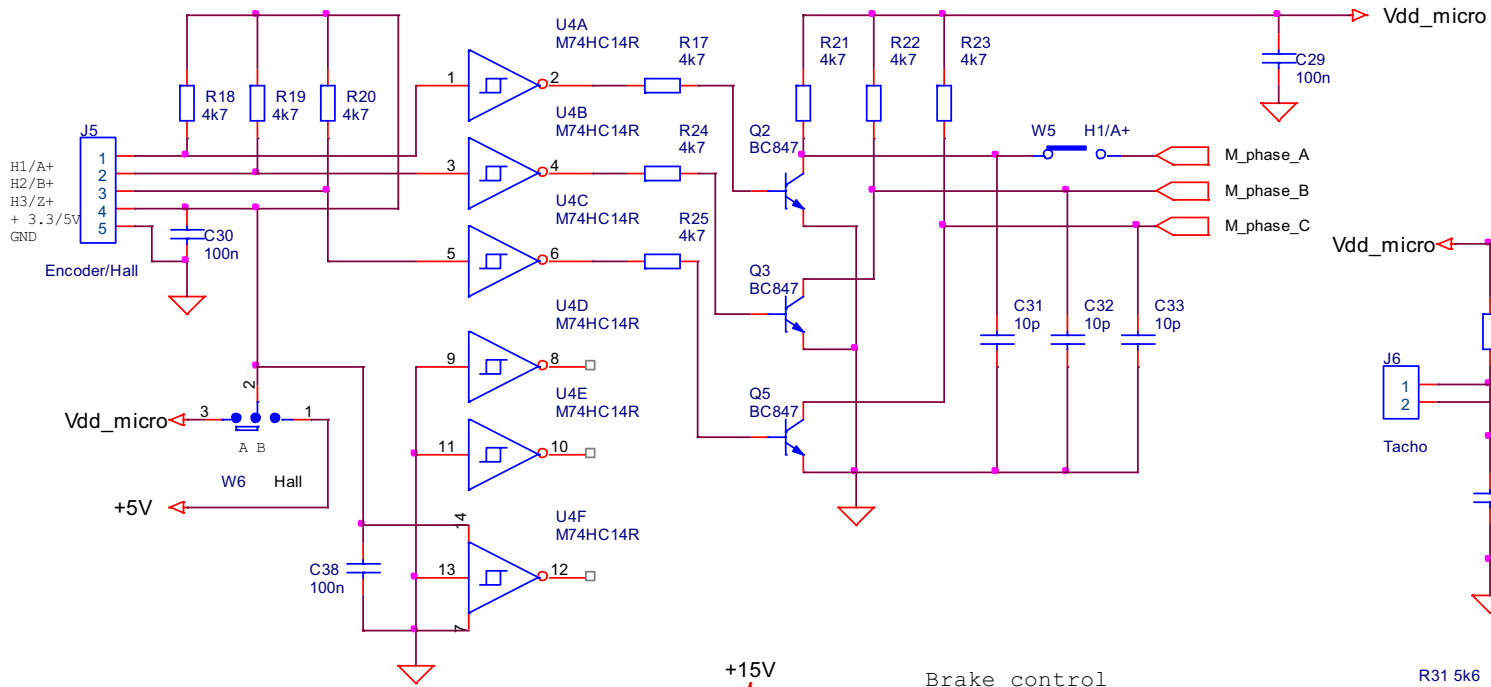 U4A
M74HC14R
R17
4k7
1
2
R18
4k7
R19
4k7
R20
4k7
J5
H1/A+
H2/B+
H3/Z+
+ 3.3/5V
GND
1
2
3
4
5
Encoder/Hall
C30
100n
U4B
M74HC14R
R24
4k7
3
4
U4C
M74HC14R
R25
4k7
5
6
U4D
M74HC14R
9
8
U4E
M74HC14R
11
10
U4F
M74HC14R
14
13
12
7
C38
100n
Vdd_micro
3
2
1
A B
W6
Hall
+5V
R21
4k7
R22
4k7
R23
4k7
Vdd_micro
C29
100n
Q2
BC847
W5
H1/A+
M_phase_A
M_phase_B
M_phase_C
Q3
BC847
C31
10p
C32
10p
C33
10p
Q5
BC847
Vdd_micro
J6
1
2
Tacho
+15V
Brake control
R31 5k6